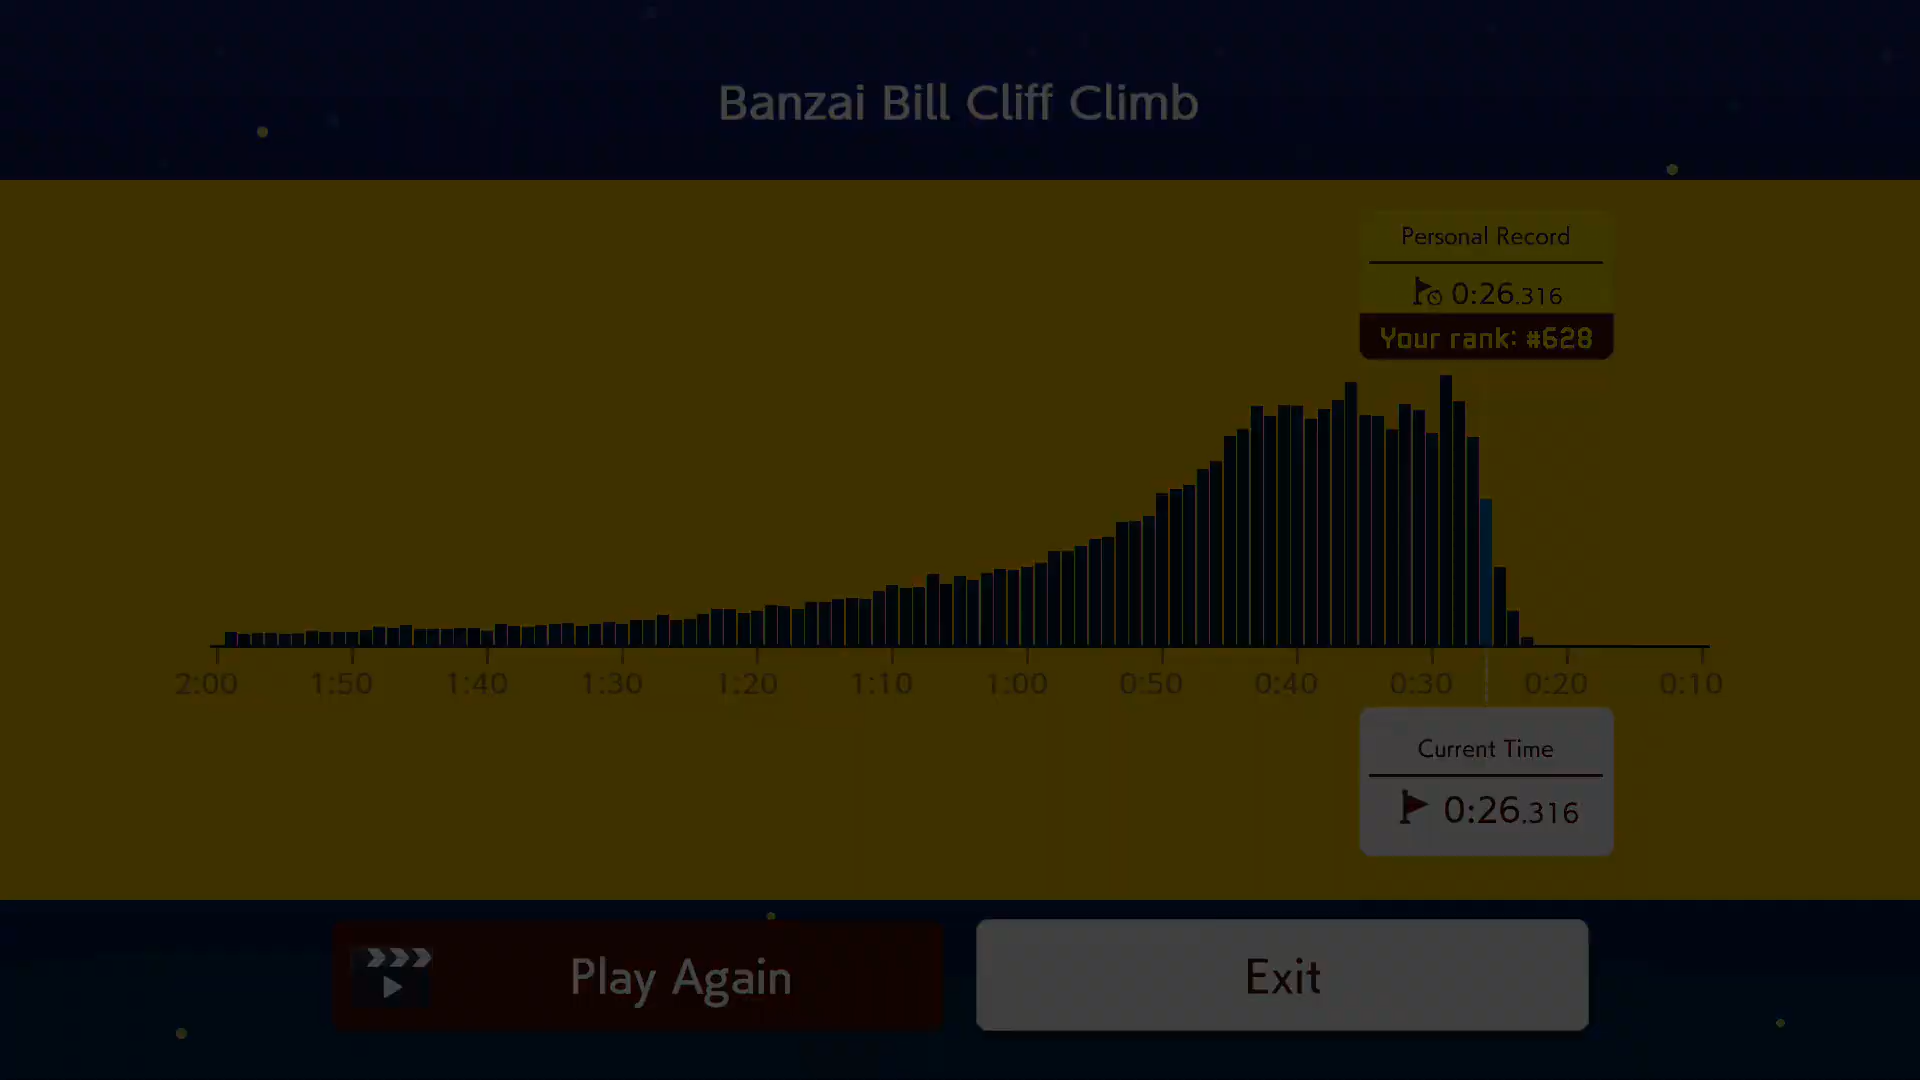 Banzai Bill Cliff Climb
Personal Record
0:26.316
Your rank: #628
2:00 1:50 1:40 1:30 1:20 1:10 1:00 0:50 0:40 0:30 0:20 0:10
Current Time
0:26.316
Play Again
Exit